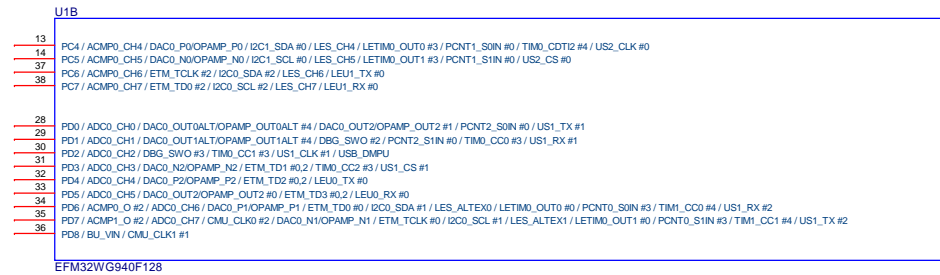 U1B
13 PC4 / ACMP0_CH4 / DAC0_P0/OPAMP_P0 / I2C1_SDA #0 / LES_CH4 / LETIM0_OUT0 #3 / PCNT1_S0IN #0 / TIM0_CDTI2 #4 / US2_CLK #0
14 PC5 / ACMP0_CH5 / DAC0_N0/OPAMP_N0 / I2C1_SCL #0 / LES_CH5 / LETIM0_OUT1 #3 / PCNT1_S1IN #0 / US2_CS #0
37 PC6 / ACMP0_CH6 / ETM_TCLK #2 / I2C0_SDA #2 / LES_CH6 / LEU1_TX #0
38 PC7 / ACMP0_CH7 / ETM_TD0 #2 / I2C0_SCL #2 / LES_CH7 / LEU1_RX #0
28 PD0 / ADC0_CH0 / DAC0_OUT0ALT/OPAMP_OUT0ALT #4 / DAC0_OUT2/OPAMP_OUT2 #1 / PCNT2_S0IN #0 / US1_TX #1
29 PD1 / ADC0_CH1 / DAC0_OUT1ALT/OPAMP_OUT1ALT #4 / DBG_SWO #2 / PCNT2_S1IN #0 / TIM0_CC0 #3 / US1_RX #1
30 PD2 / ADC0_CH2 / DBG_SWO #3 / TIM0_CC1 #3 / US1_CLK #1 / USB_DMPU
31 PD3 / ADC0_CH3 / DAC0_N2/OPAMP_N2 / ETM_TD1 #0,2 / TIM0_CC2 #3 / US1_CS #1
32 PD4 / ADC0_CH4 / DAC0_P2/OPAMP_P2 / ETM_TD2 #0,2 / LEU0_TX #0
33 PD5 / ADC0_CH5 / DAC0_OUT2/OPAMP_OUT2 #0 / ETM_TD3 #0,2 / LEU0_RX #0
34 PD6 / ACMP0_O #2 / ADC0_CH6 / DAC0_P1/OPAMP_P1 / ETM_TD0 #0 / I2C0_SDA #1 / LES_ALTEX0 / LETIM0_OUT0 #0 / PCNT0_S0IN #3 / TIM1_CC0 #4 / US1_RX #2
35 PD7 / ACMP1_O #2 / ADC0_CH7 / CMU_CLK0 #2 / DAC0_N1/OPAMP_N1 / ETM_TCLK #0 / I2C0_SCL #1 / LES_ALTEX1 / LETIM0_OUT1 #0 / PCNT0_S1IN #3 / TIM1_CC1 #4 / US1_TX #2
36 PD8 / BU_VIN / CMU_CLK1 #1
EFM32WG940F128